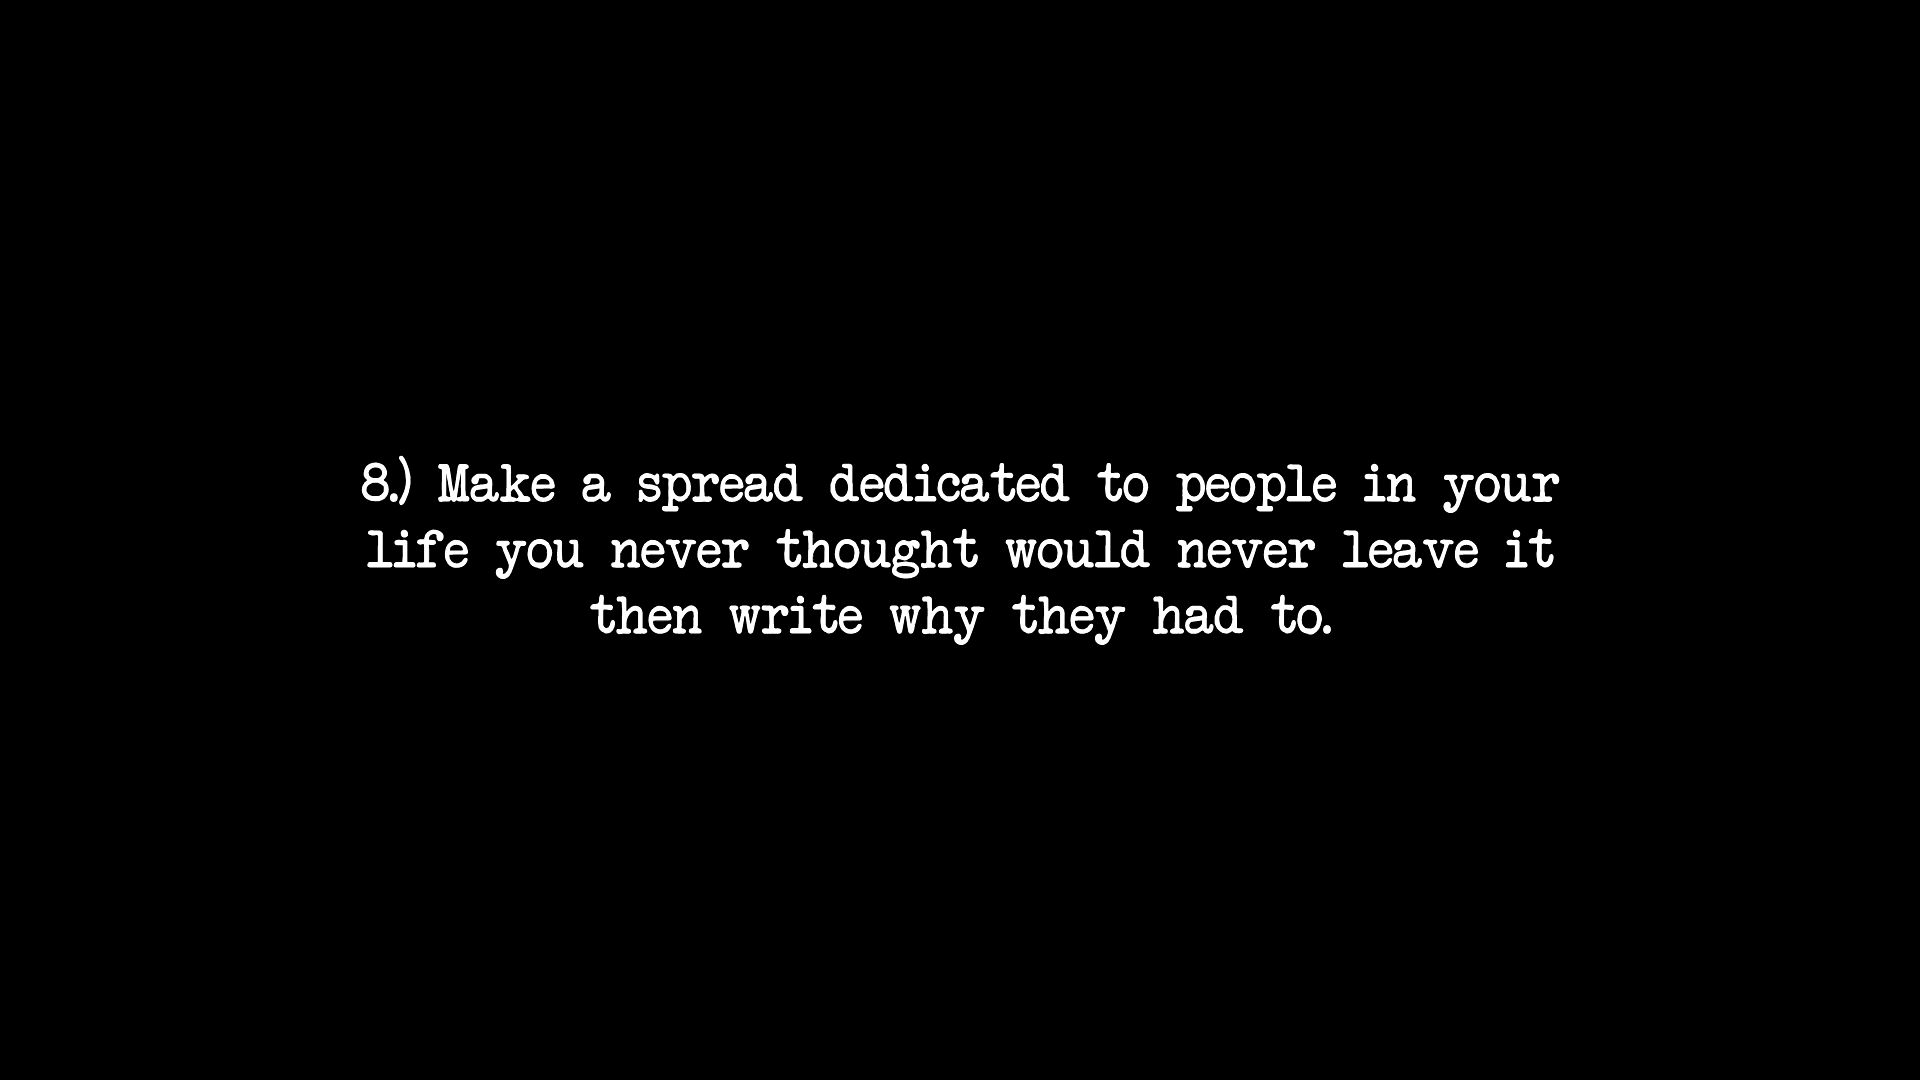 8.) Make a spread dedicated to people in your
life you never thought would never leave it
then write why they had to.